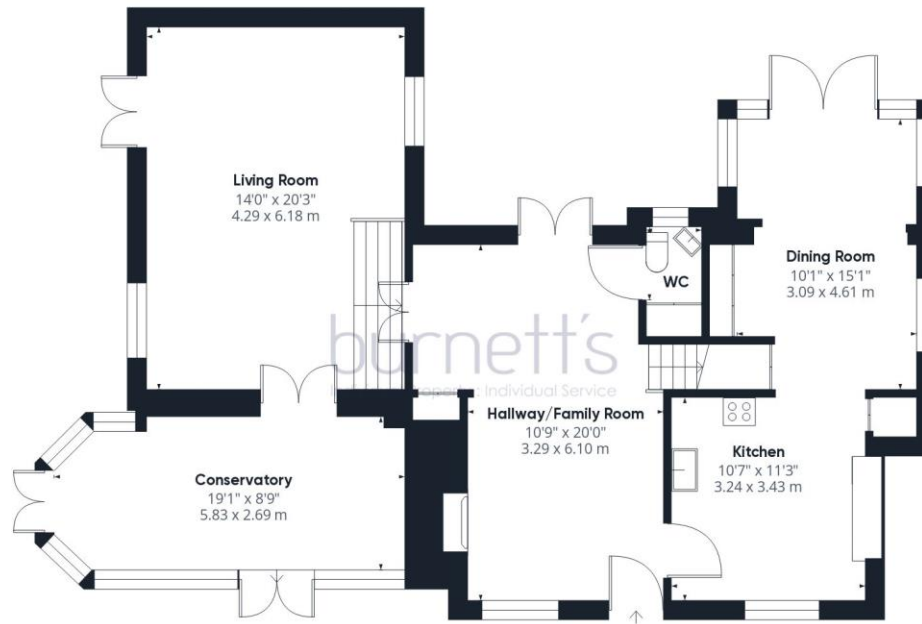 Living Room
14'0" x 20'3"
4.29 x 6.18 m
WC
Dining Room
10'1" x 15'1"
3.09 x 4.61 m
burnett's
Individual Service
Hallway/Family Room
10'9" x 20'0"
3.29 x 6.10 m
Kitchen
10'7" x 11'3"
3.24 x 3.43 m
Conservatory
19'1" x 8'9"
5.83 x 2.69 m